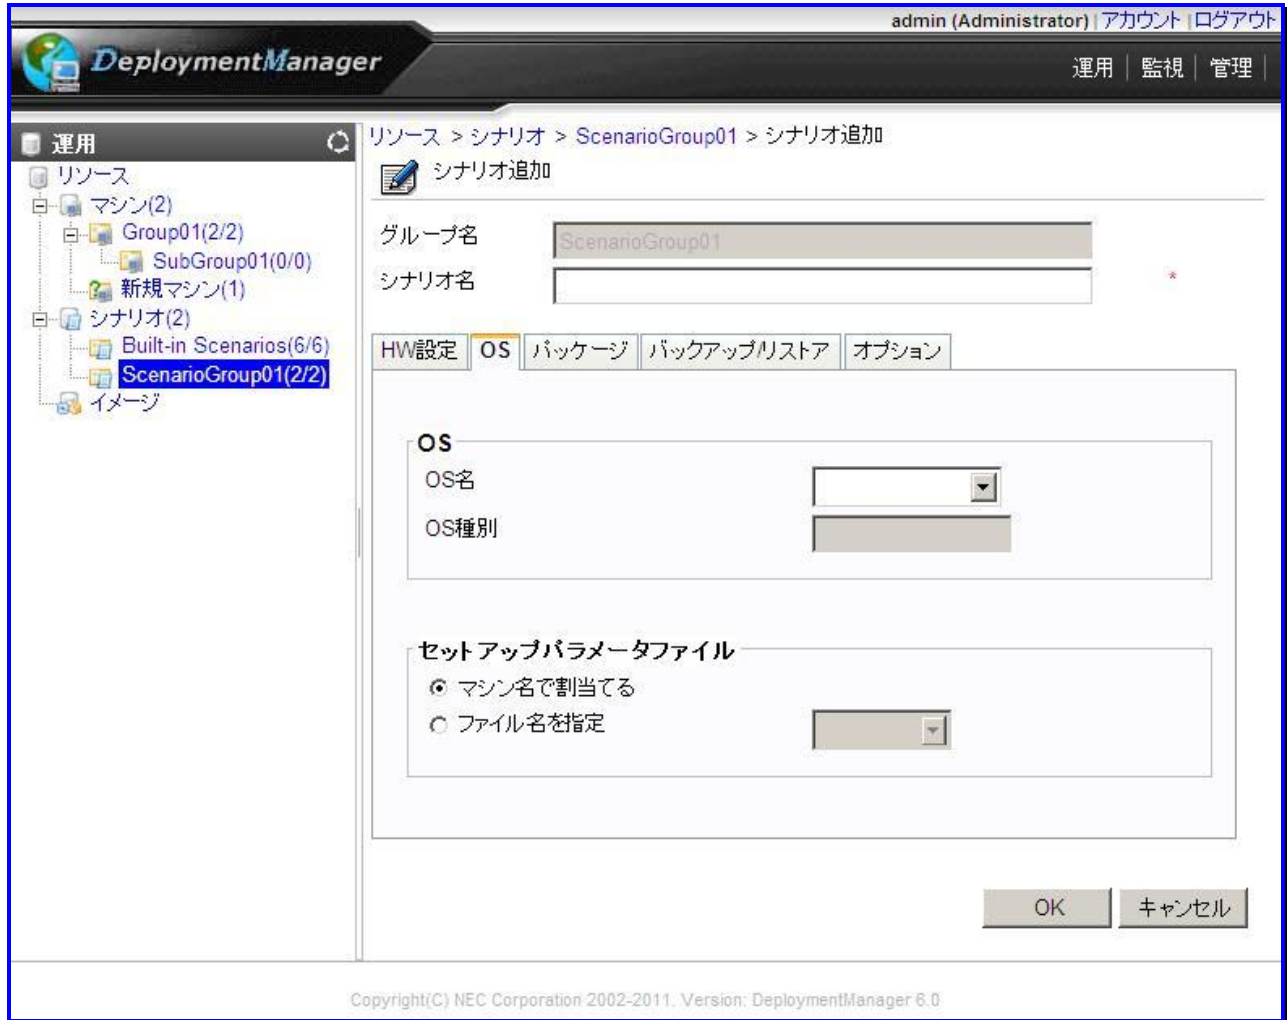 admin (Administrator) | アカウント | ログアウト
DeploymentManager
運用 | 監視 | 管理 |
運用
リソース
マシン(2)
Group01(2/2)
SubGroup01(0/0)
新規マシン(1)
シナリオ(2)
Built-in Scenarios(6/6)
ScenarioGroup01(2/2)
イメージ
リソース > シナリオ > ScenarioGroup01 > シナリオ追加
シナリオ追加
グループ名 ScenarioGroup01
シナリオ名 *
HW設定 OS パッケージ バックアップ/リストア オプション
OS
OS名
OS種別
セットアップパラメータファイル
マシン名で割当てる
ファイル名を指定
OK キャンセル
Copyright(C) NEC Corporation 2002-2011. Version: DeploymentManager 6.0